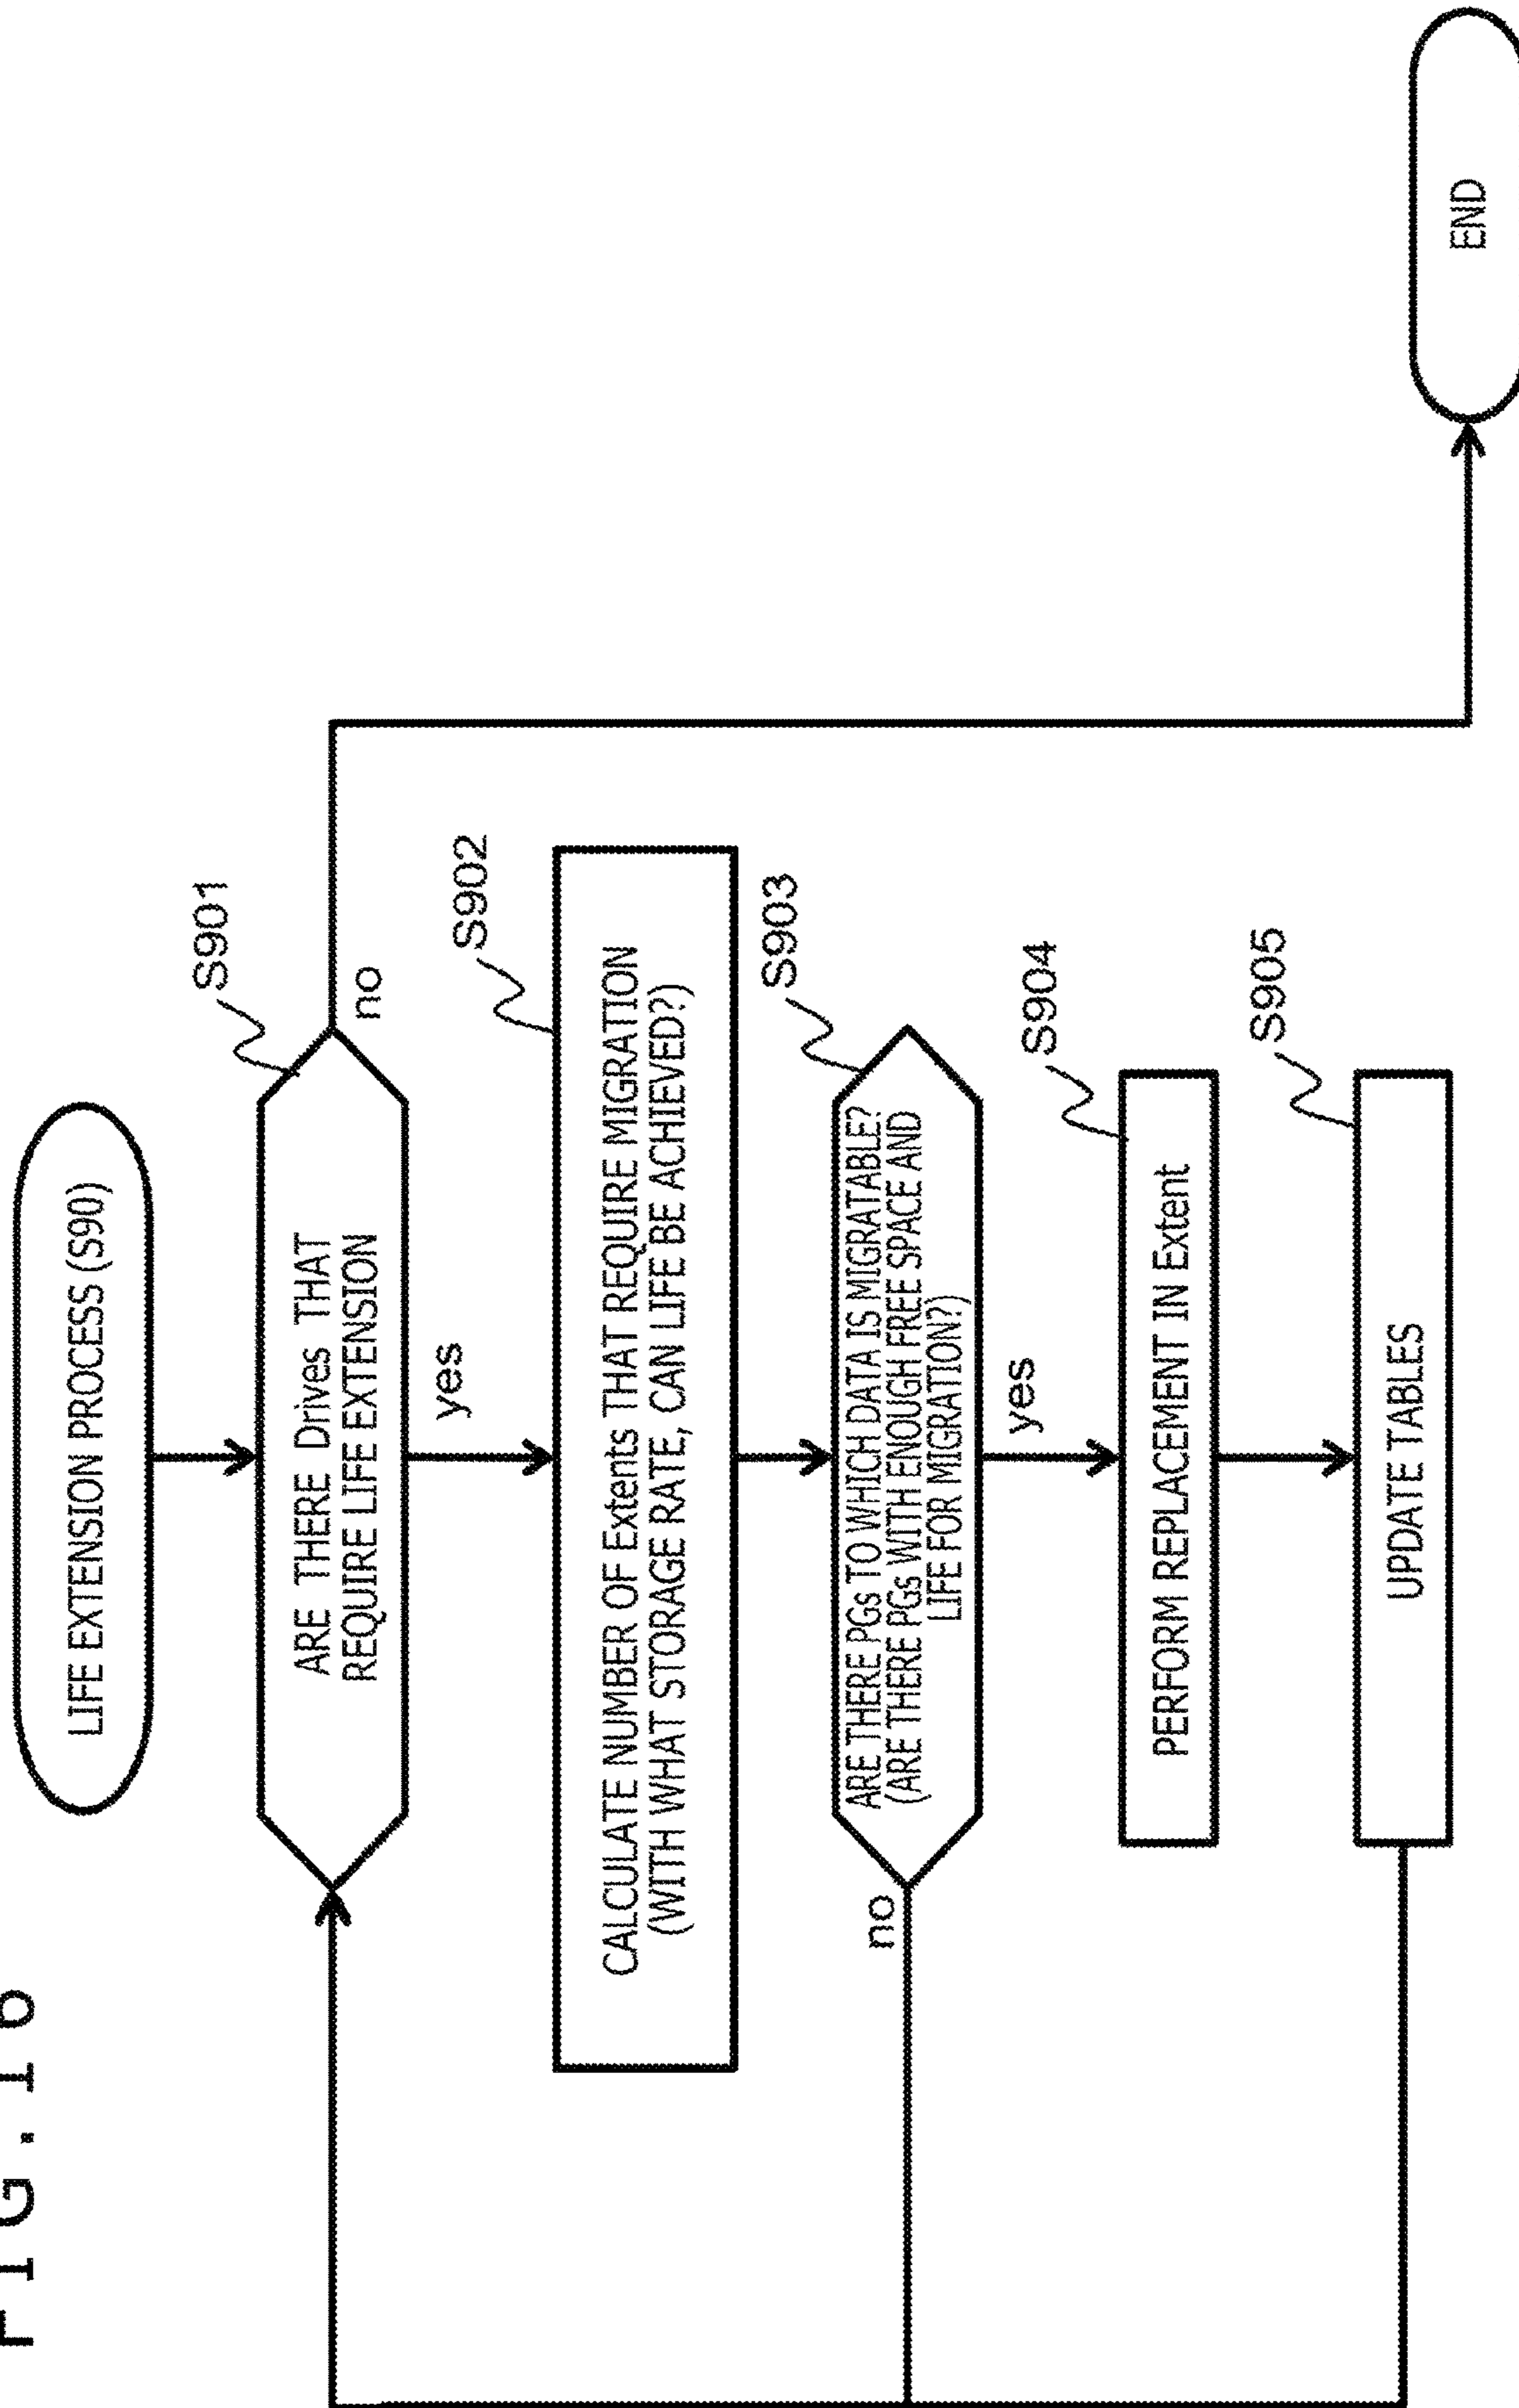 FIG.16
LIFE EXTENSION PROCESS (S90)
S901
ARE THERE Drives THAT
REQUIRE LIFE EXTENSION
no
yes
S902
CALCULATE NUMBER OF Extents THAT REQUIRE MIGRATION
(WITH WHAT STORAGE RATE, CAN LIFE BE ACHIEVED?)
S903
ARE THERE PGs TO WHICH DATA IS MIGRATABLE?
(ARE THERE PGs WITH ENOUGH FREE SPACE AND
LIFE FOR MIGRATION?)
no
yes
S904
PERFORM REPLACEMENT IN Extent
S905
UPDATE TABLES
END